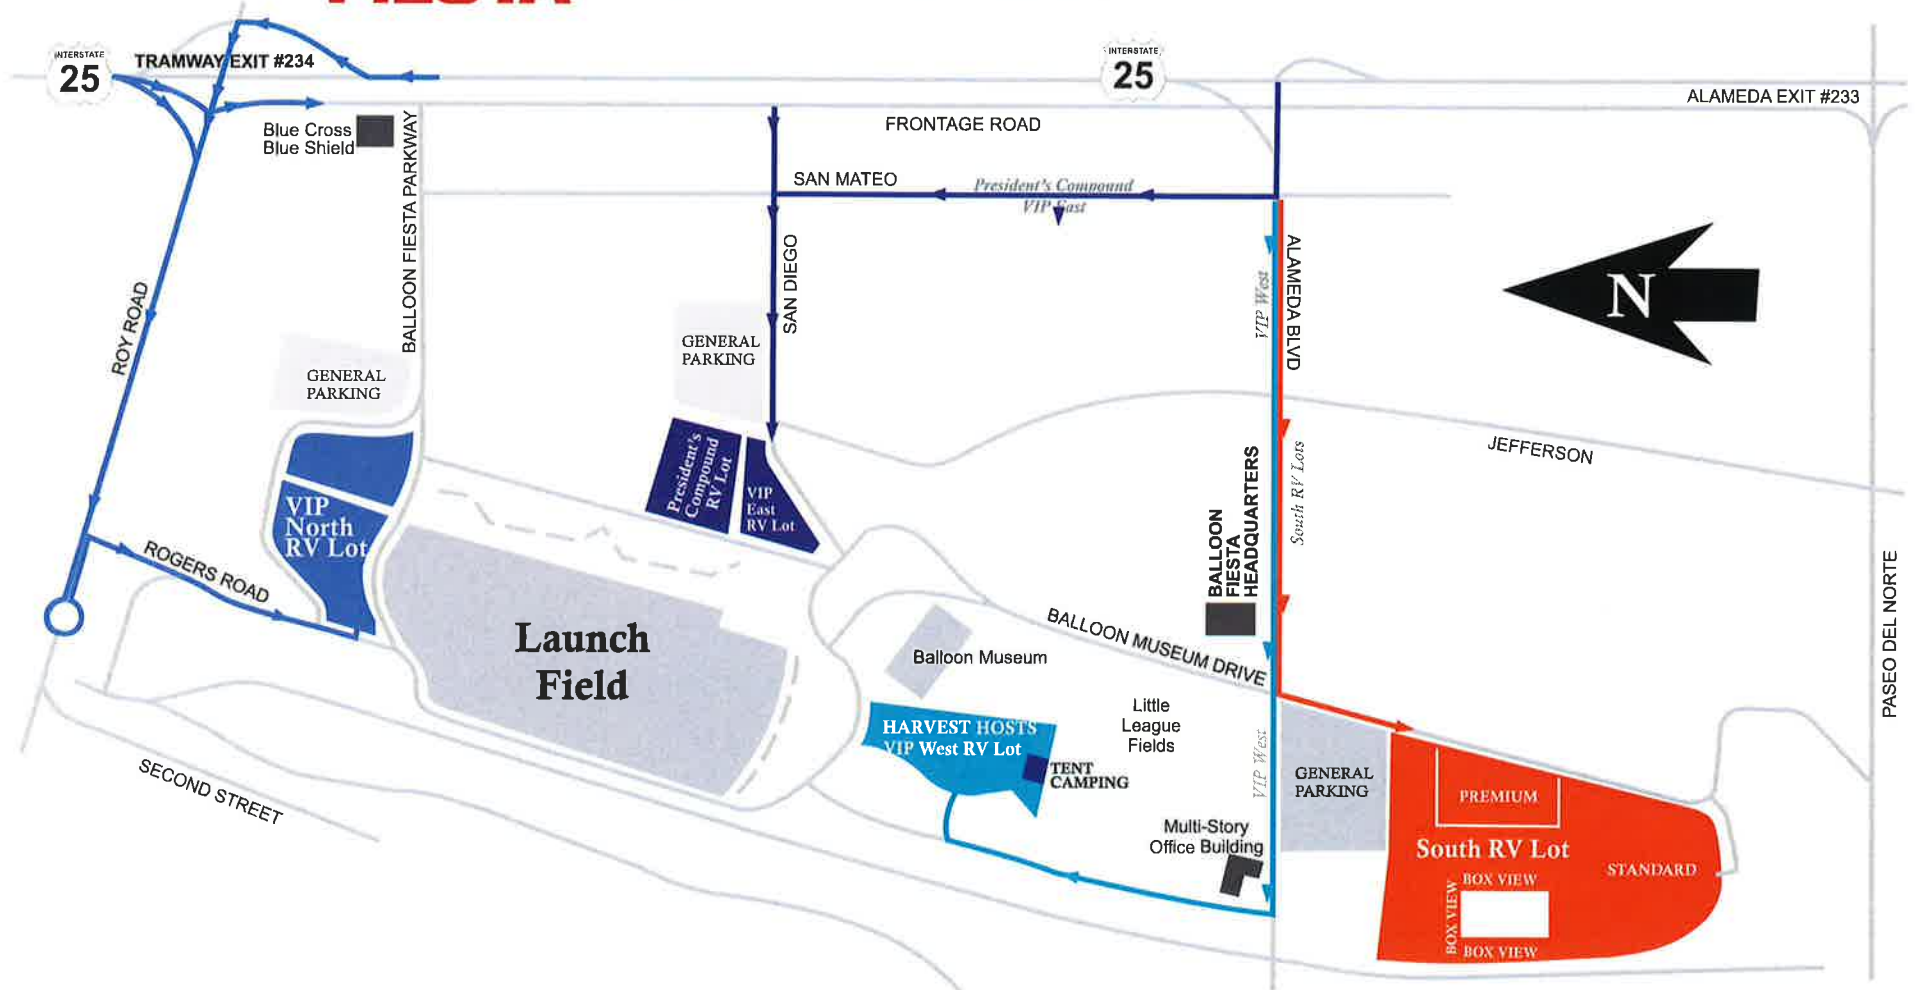 FIESTA
INTERSTATE
25
TRAMWAY EXIT #234
INTERSTATE
25
ALAMEDA EXIT #233
FRONTAGE ROAD
Blue Cross
Blue Shield
BALLOON FIESTA PARKWAY
SAN MATEO
President's Compound
VIP East
SAN DIEGO
ALAMEDA BLVD
VIP West
N
ROY ROAD
GENERAL
PARKING
GENERAL
PARKING
JEFFERSON
South RV Lots
President's
Compound
RV Lot
VIP
East
RV Lot
VIP
North
RV Lot
BALLOON
FIESTA
HEADQUARTERS
ROGERS ROAD
PASEO DEL NORTE
Launch
Field
BALLOON MUSEUM DRIVE
Balloon Museum
Little
League
Fields
HARVEST HOSTS
VIP West RV Lot
TENT
CAMPING
VIP West
GENERAL
PARKING
SECOND STREET
PREMIUM
Multi-Story
Office Building
South RV Lot
STANDARD
BOX VIEW
BOX VIEW
BOX VIEW